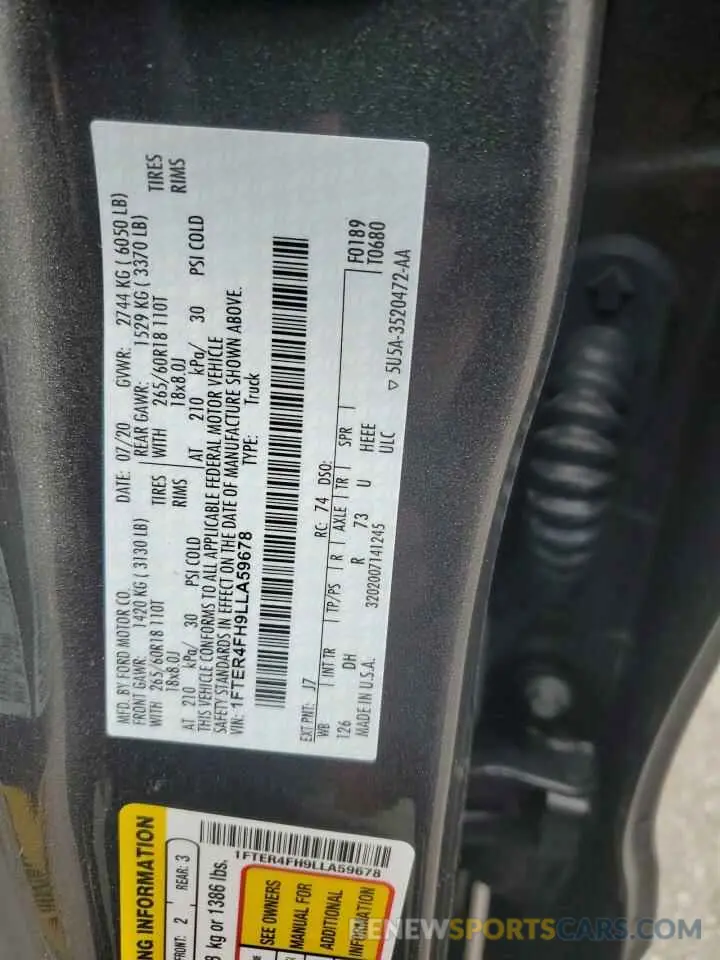 MFD. BY FORD MOTOR CO.
DATE: 07/20 GVWR: 2744 KG ( 6050 LB)
FRONT GAWR: 1420 KG ( 3130 LB) REAR GAWR: 1529 KG ( 3370 LB)
WITH 265/60R18 110T TIRES WITH 265/60R18 110T TIRES
18x8.0J RIMS 18x8.0J RIMS
AT 210 kPa/ 30 PSI COLD AT 210 kPa/ 30 PSI COLD
THIS VEHICLE CONFORMS TO ALL APPLICABLE FEDERAL MOTOR VEHICLE
SAFETY STANDARDS IN EFFECT ON THE DATE OF MANUFACTURE SHOWN ABOVE.
VIN: 1FTER4FH9LLA59678 TYPE: Truck
EXT PNT: J7 RC: 74 DSO: F0189
T0680
WB INT TR TP/PS R AXLE TR SPR
126 DH R 73 U HEEE
ULC
MADE IN U.S.A. 3202007141245
▽ 5U5A-3520472-AA
INFORMATION
FRONT: 2 REAR: 3
kg or 1386 lbs.
1FTER4FH9LLA59678
SEE OWNERS
MANUAL FOR
ADDITIONAL
INFORMATION
RENEWSPORTSCARS.COM